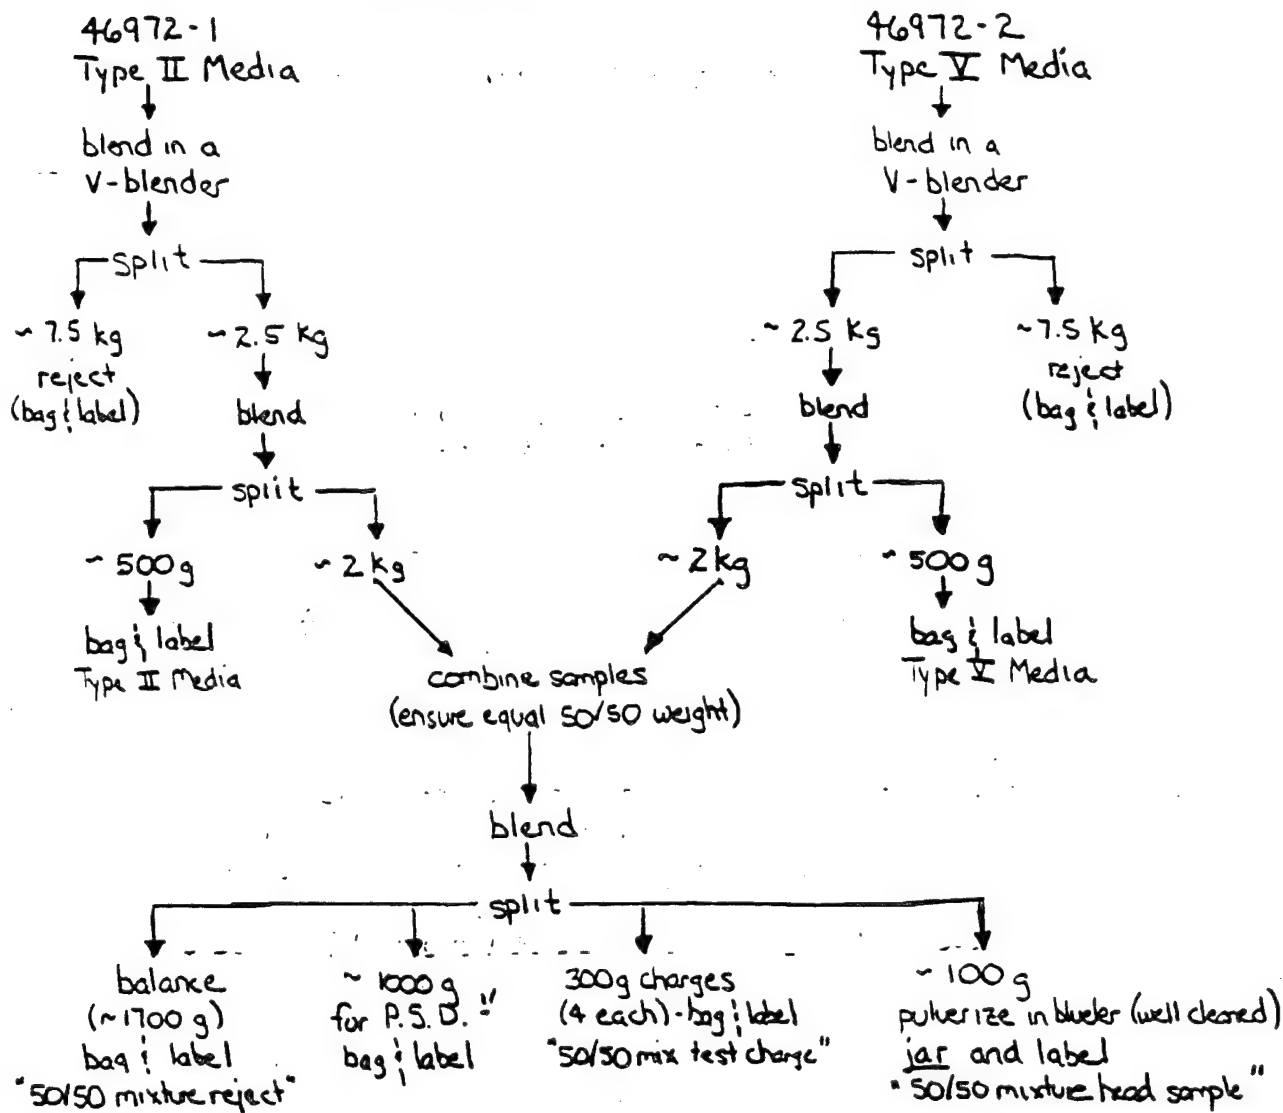 46972-1
Type II Media
blend in a
V-blender
split
~ 7.5 kg
reject
(bag & label)
~ 2.5 kg
blend
split
~ 500 g
bag & label
Type II Media
~ 2 kg
46972-2
Type V Media
blend in a
V-blender
split
~ 2.5 kg
blend
~ 7.5 kg
reject
(bag & label)
split
~ 2 kg
~ 500 g
bag & label
Type V Media
combine samples
(ensure equal 50/50 weight)
blend
split
balance
(~1700 g)
bag & label
"50/50 mixture reject"
~ 1000 g
for P.S.D.
bag & label
300g charges
(4 each) - bag & label
"50/50 mix test charge"
~ 100 g
pulverize in (well cleaned)
jar and label
"50/50 mixture head sample"